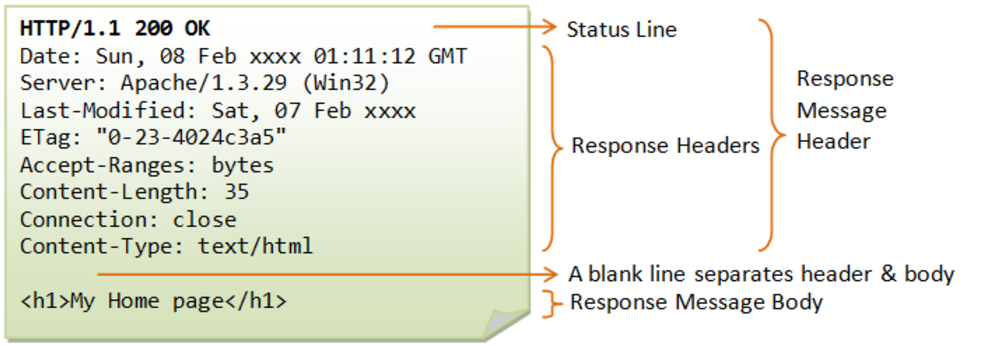 HTTP/1.1 200 OK
Date: Sun, 08 Feb xxxx 01:11:12 GMT
Server: Apache/1.3.29 (Win32)
Last-Modified: Sat, 07 Feb xxxx
ETag: "0-23-4024c3a5"
Accept-Ranges: bytes
Content-Length: 35
Connection: close
Content-Type: text/html
<h1>My Home page</h1>
Status Line
Response Headers
Response
Message
Header
A blank line separates header & body
Response Message Body